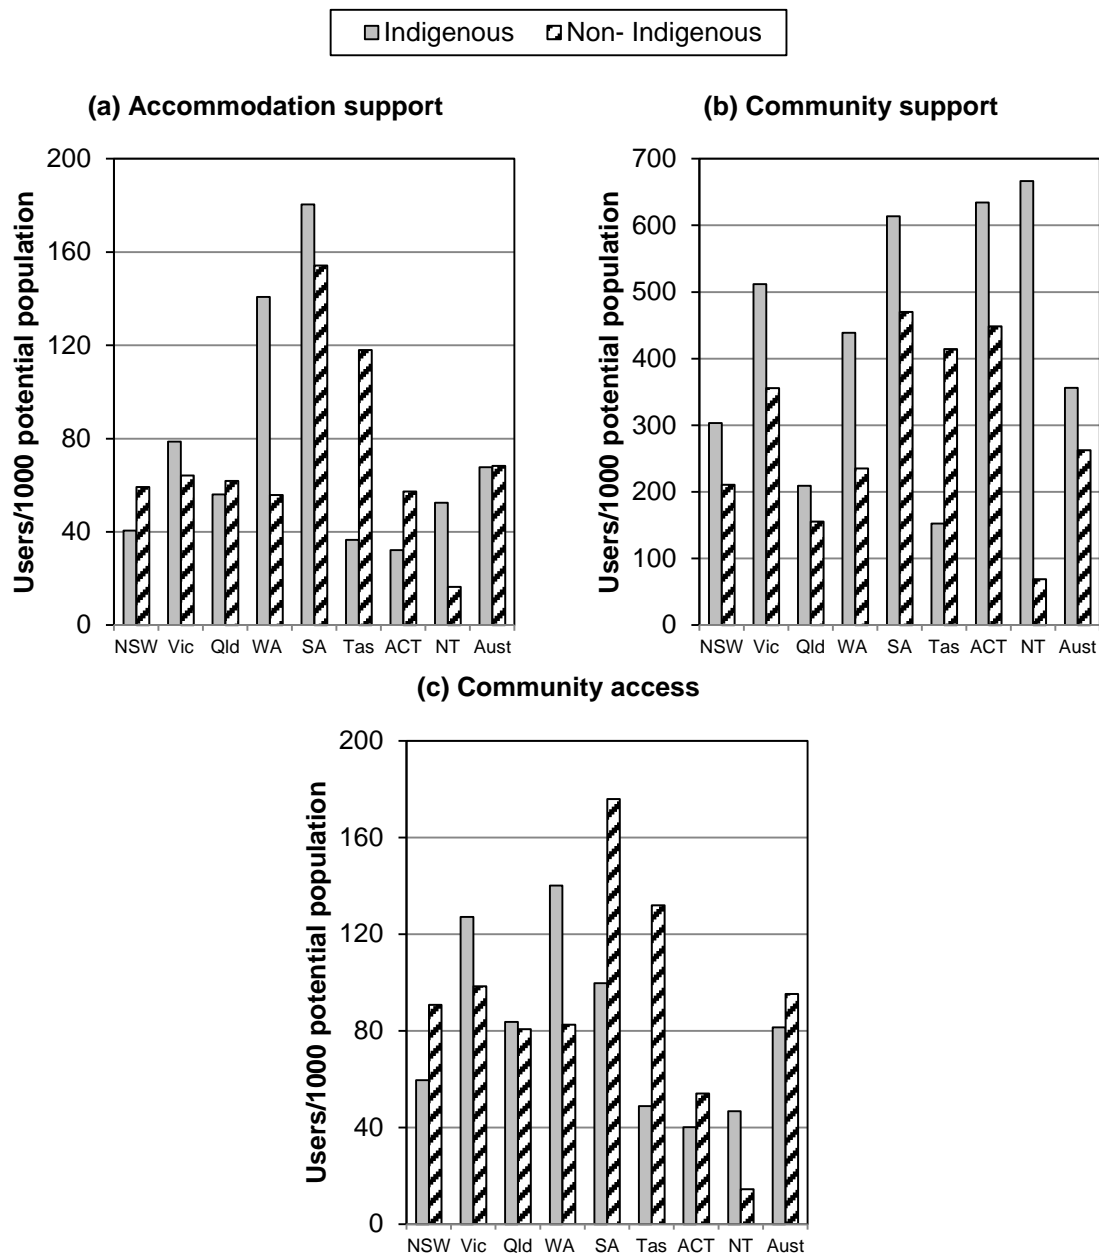 Indigenous Non- Indigenous
(a) Accommodation support
Users/1000 potential population
200
160
120
80
40
0
NSW Vic Qld WA SA Tas ACT NT Aust
(b) Community support
Users/1000 potential population
700
600
500
400
300
200
100
0
NSW Vic Qld WA SA Tas ACT NT Aust
(c) Community access
Users/1000 potential population
200
160
120
80
40
0
NSW Vic Qld WA SA Tas ACT NT Aust